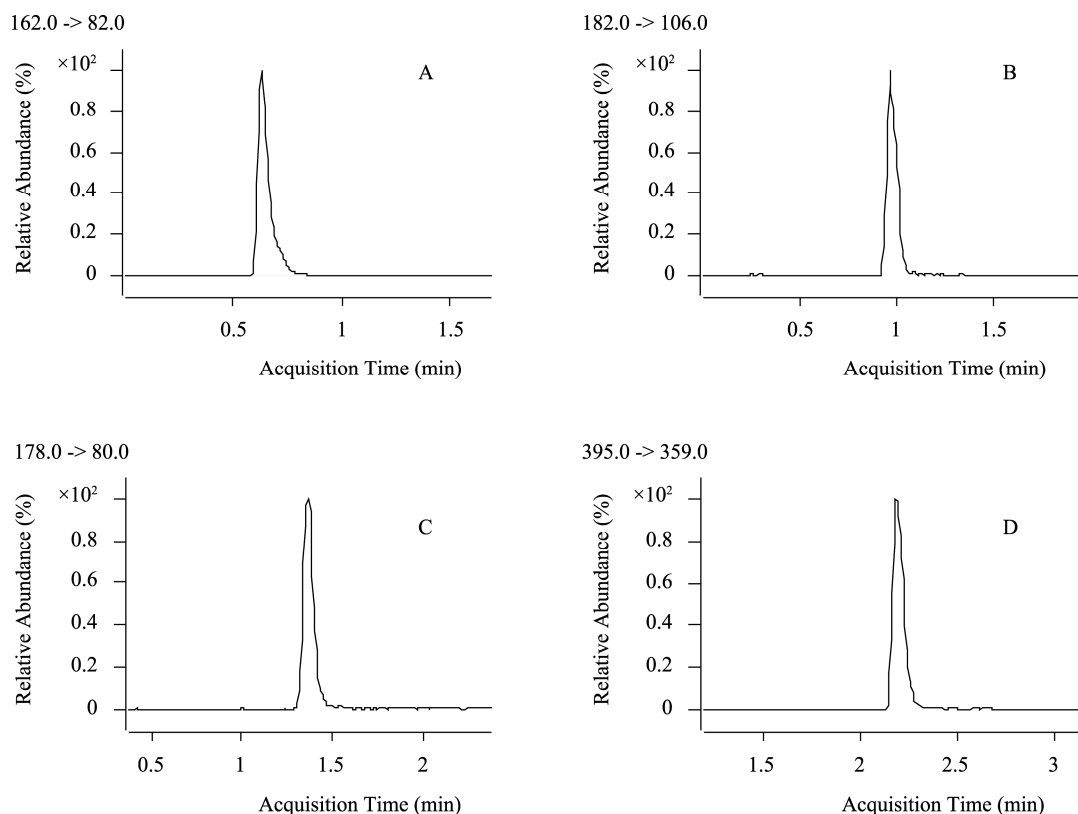 162.0 -> 82.0
×10²
A
0.8
0.6
0.4
0.2
0
Relative Abundance (%)
0.5 1 1.5
Acquisition Time (min)
182.0 -> 106.0
×10²
B
0.8
0.6
0.4
0.2
0
Relative Abundance (%)
0.5 1 1.5
Acquisition Time (min)
178.0 -> 80.0
×10²
C
0.8
0.6
0.4
0.2
0
Relative Abundance (%)
0.5 1 1.5 2
Acquisition Time (min)
395.0 -> 359.0
×10²
D
0.8
0.6
0.4
0.2
0
Relative Abundance (%)
1.5 2 2.5 3
Acquisition Time (min)